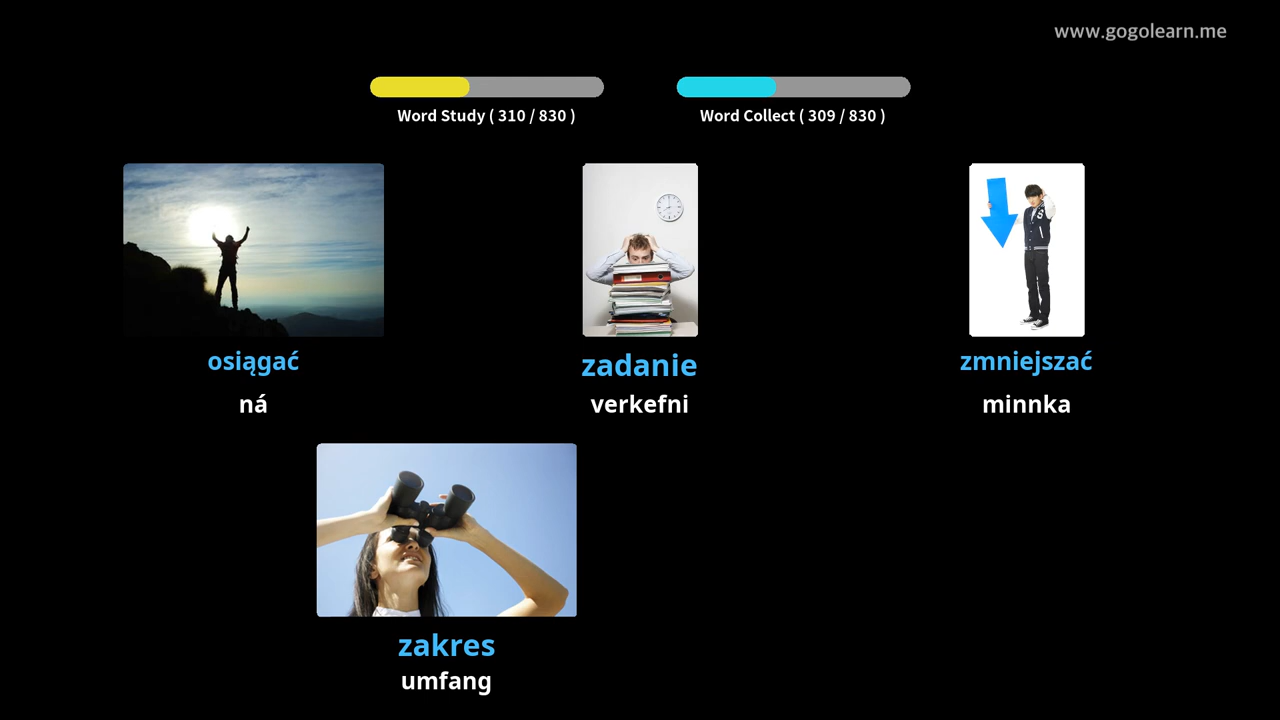 www.gogolearn.me
Word Study ( 310 / 830 )
Word Collect ( 309 / 830 )
osiągać
ná
zadanie
verkefni
zmniejszać
minnka
zakres
umfang